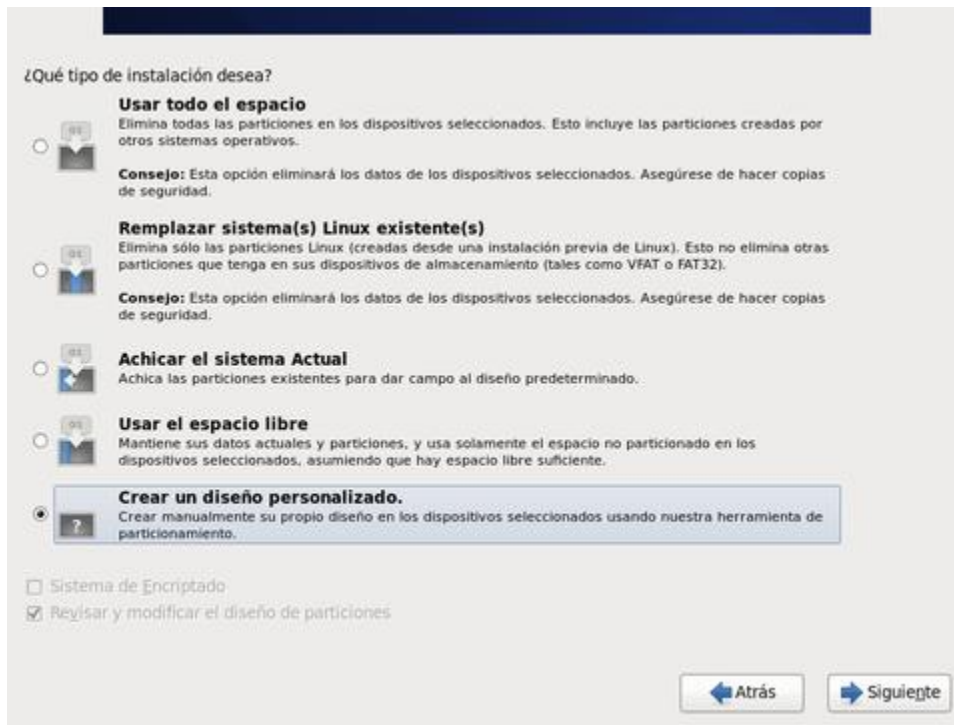 ¿Qué tipo de instalación desea?
Usar todo el espacio
Elimina todas las particiones en los dispositivos seleccionados. Esto incluye las particiones creadas por
otros sistemas operativos.
Consejo: Esta opción eliminará los datos de los dispositivos seleccionados. Asegúrese de hacer copias
de seguridad.
Remplazar sistema(s) Linux existente(s)
Elimina sólo las particiones Linux (creadas desde una instalación previa de Linux). Esto no elimina otras
particiones que tenga en sus dispositivos de almacenamiento (tales como VFAT o FAT32).
Consejo: Esta opción eliminará los datos de los dispositivos seleccionados. Asegúrese de hacer copias
de seguridad.
Achicar el sistema Actual
Achica las particiones existentes para dar campo al diseño predeterminado.
Usar el espacio libre
Mantiene sus datos actuales y particiones, y usa solamente el espacio no particionado en los
dispositivos seleccionados, asumiendo que hay espacio libre suficiente.
Crear un diseño personalizado.
?
Crear manualmente su propio diseño en los dispositivos seleccionados usando nuestra herramienta de
particionamiento.
Sistema de Encriptado
Revisar y modificar el diseño de particiones
Atrás
Siguiente